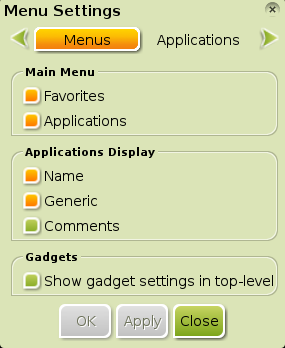 Menu Settings
Menus Applications
Main Menu
Favorites
Applications
Applications Display
Name
Generic
Comments
Gadgets
Show gadget settings in top-level
OK Apply Close